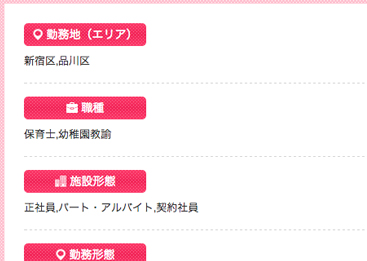 勤務地（エリア）
新宿区,品川区
職種
保育士,幼稚園教諭
施設形態
正社員,パート・アルバイト,契約社員
勤務形態